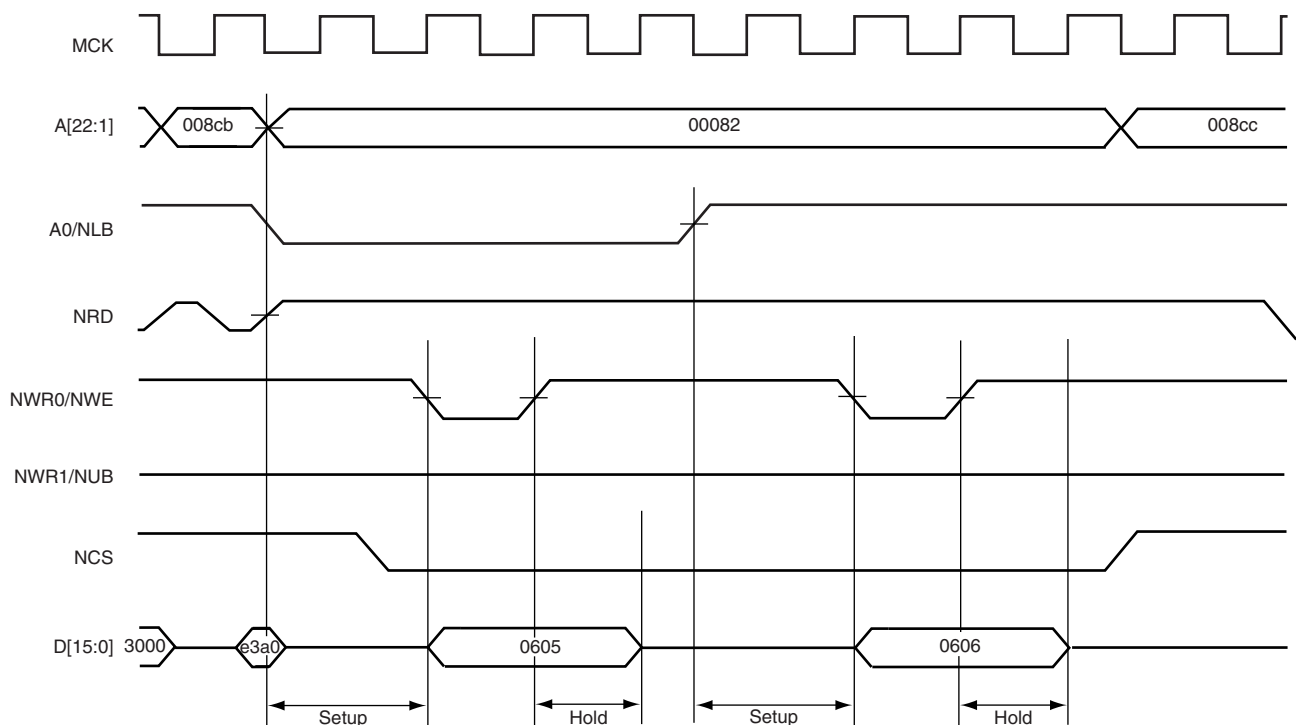 MCK
A[22:1] 008cb 00082 008cc
A0/NLB
NRD
NWR0/NWE
NWR1/NUB
NCS
D[15:0] 3000 e3a0 0605 0606
Setup Hold Setup Hold